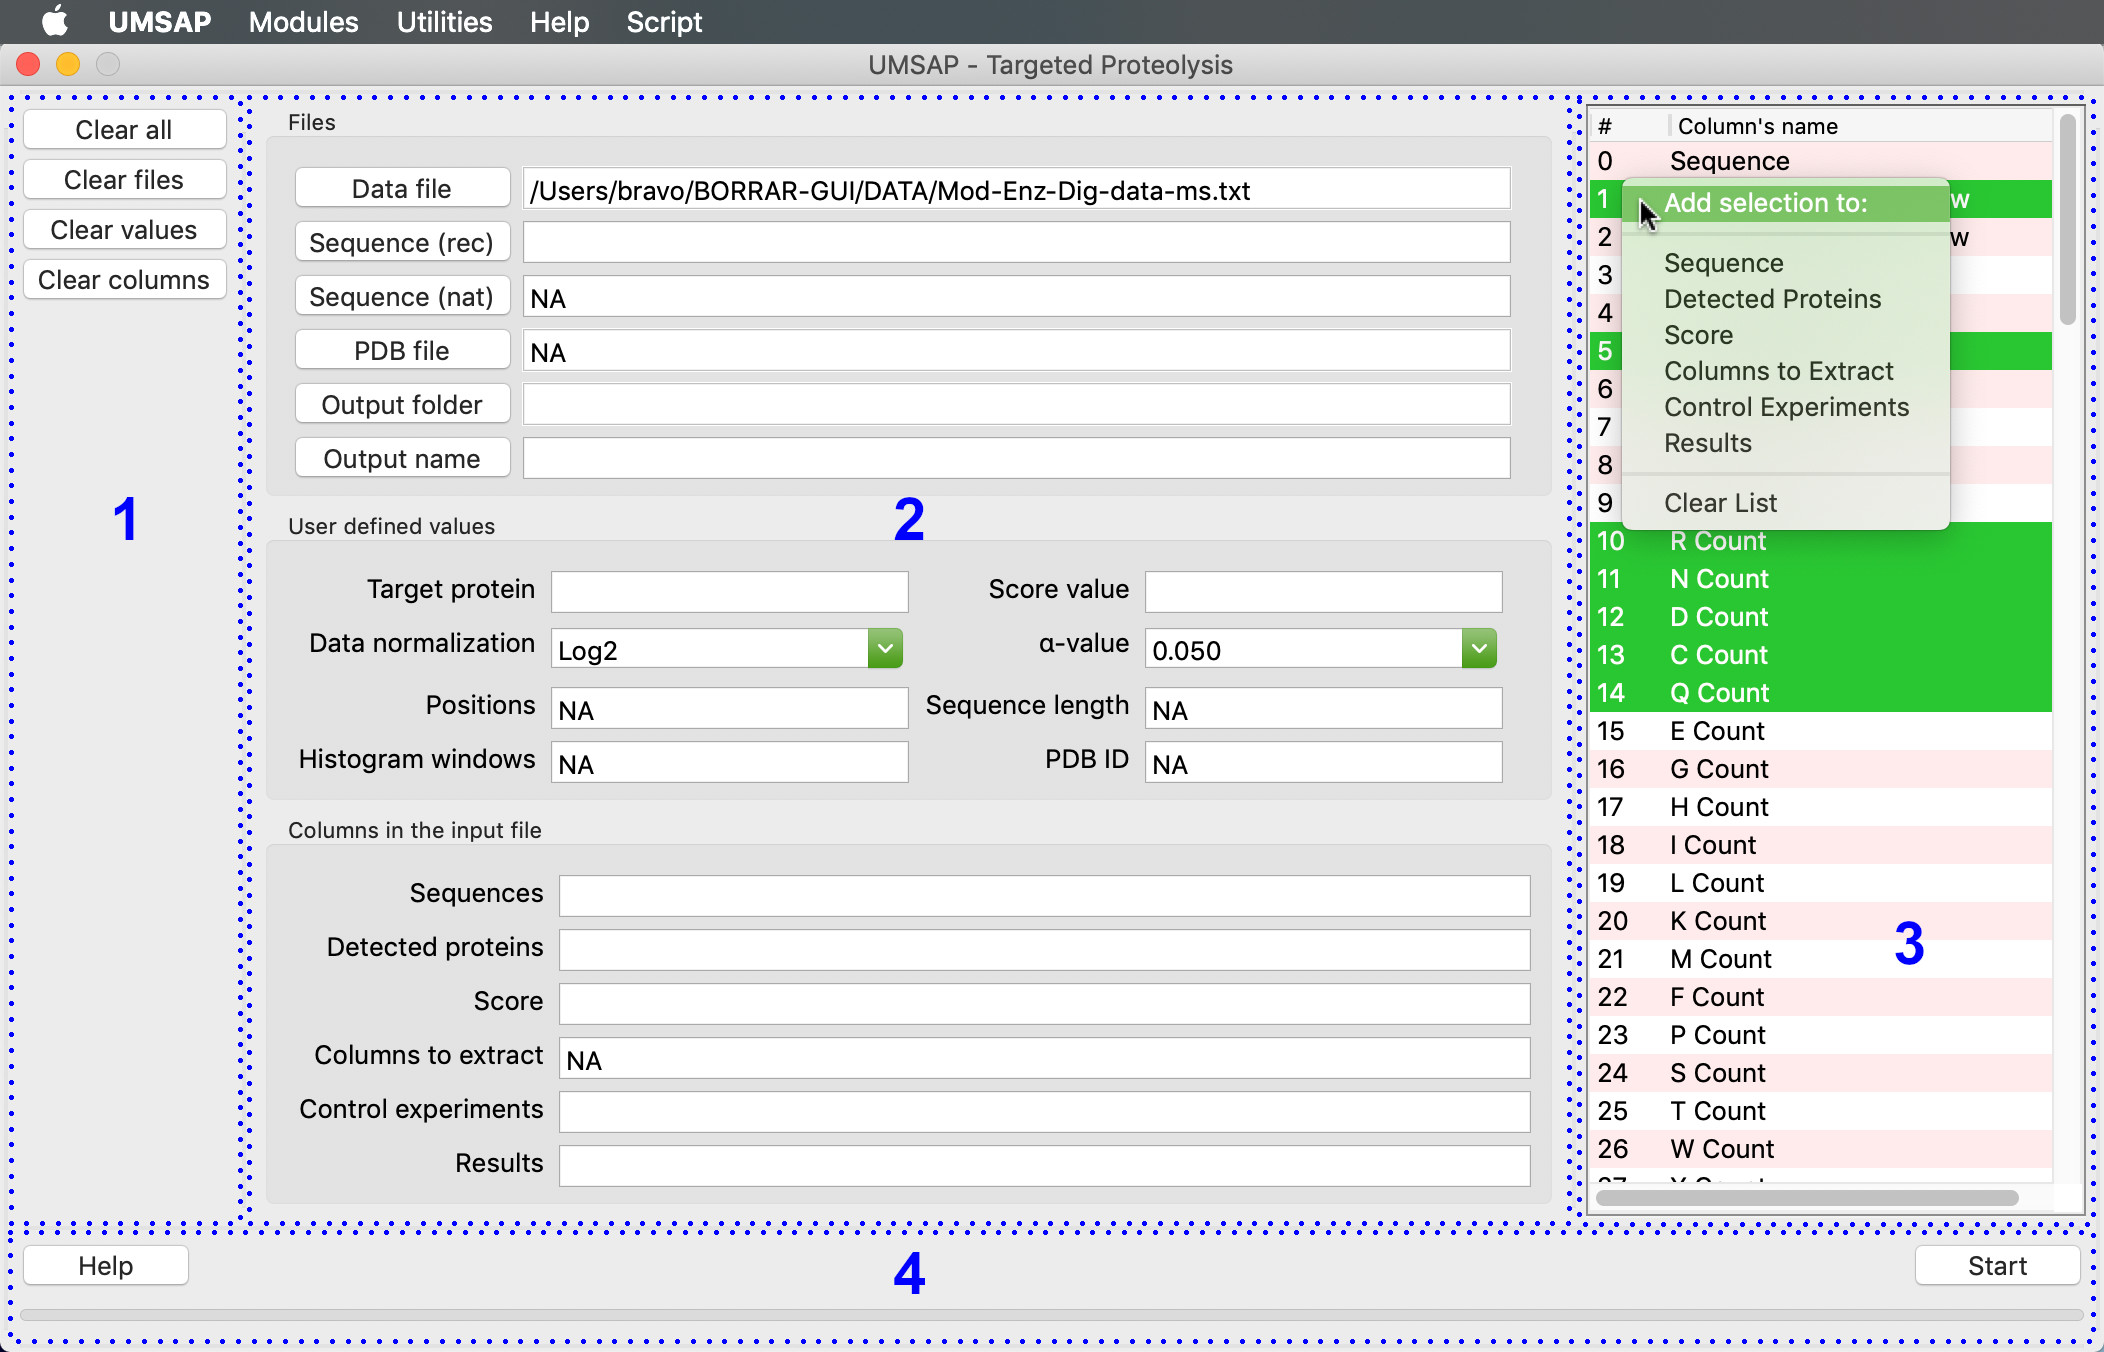 UMSAP Modules Utilities Help Script
UMSAP - Targeted Proteolysis
Clear all
Clear files
Clear values
Clear columns
1
Files
Data file /Users/bravo/BORRAR-GUI/DATA/Mod-Enz-Dig-data-ms.txt
Sequence (rec)
Sequence (nat) NA
PDB file NA
Output folder
Output name
2
User defined values
Target protein Score value
Data normalization Log2 α-value 0.050
Positions NA Sequence length NA
Histogram windows NA PDB ID NA
Columns in the input file
Sequences
Detected proteins
Score
Columns to extract NA
Control experiments
Results
# Column's name
0 Sequence
1 w
2 w
3
4
5
6
7
8
9
Add selection to:
Sequence
Detected Proteins
Score
Columns to Extract
Control Experiments
Results
Clear List
10 R Count
11 N Count
12 D Count
13 C Count
14 Q Count
15 E Count
16 G Count
17 H Count
18 I Count
19 L Count
20 K Count
21 M Count
22 F Count
23 P Count
24 S Count
25 T Count
26 W Count
3
Help
4
Start